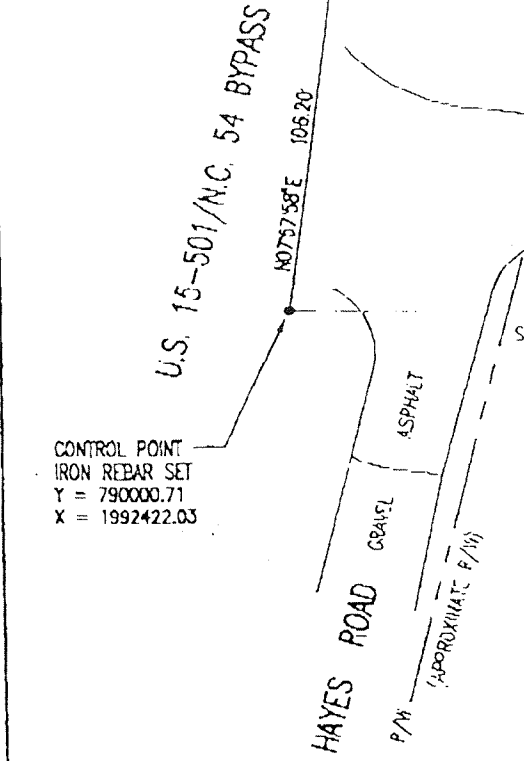 U.S. 15-501/N.C. 54 BYPASS
N07°57'58"E 106.20'
CONTROL POINT
IRON REBAR SET
Y = 790000.71
X = 1992422.03
ASPHALT
GRAVEL
HAYES ROAD
R/W
(APPROXIMATE R/W)
S